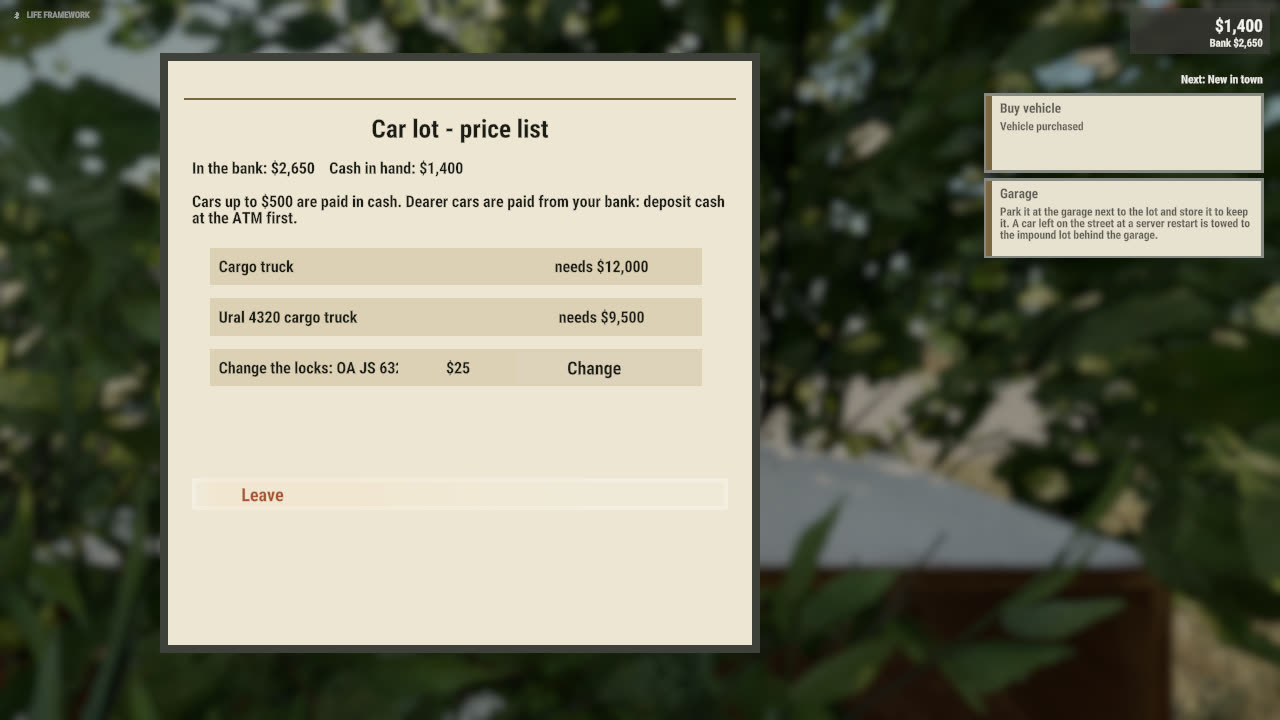 LIFE FRAMEWORK
$1,400
Bank $2,650
Next: New in town
Buy vehicle
Vehicle purchased
Garage
Park it at the garage next to the lot and store it to keep
it. A car left on the street at a server restart is towed to
the impound lot behind the garage.
Car lot - price list
In the bank: $2,650 Cash in hand: $1,400
Cars up to $500 are paid in cash. Dearer cars are paid from your bank: deposit cash
at the ATM first.
Cargo truck needs $12,000
Ural 4320 cargo truck needs $9,500
Change the locks: OA JS 63 $25 Change
Leave